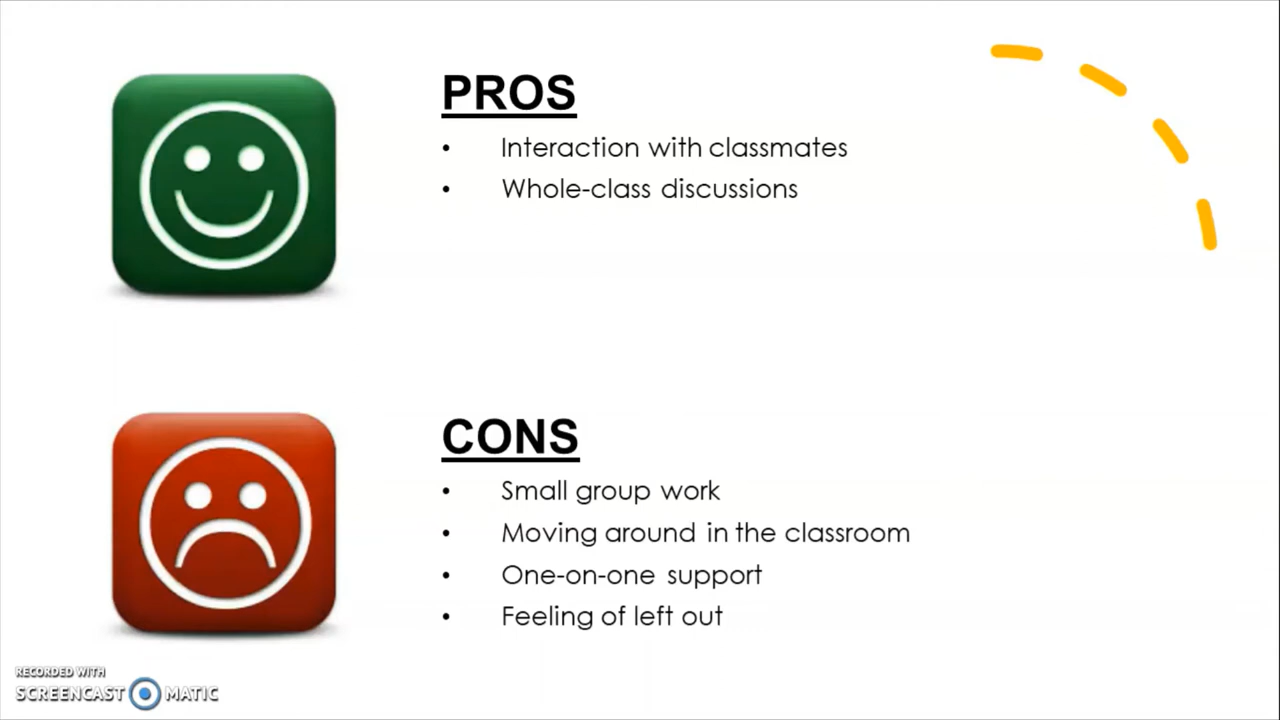 PROS
• Interaction with classmates
• Whole-class discussions
CONS
• Small group work
• Moving around in the classroom
• One-on-one support
• Feeling of left out
RECORDED WITH
SCREENCAST MATIC